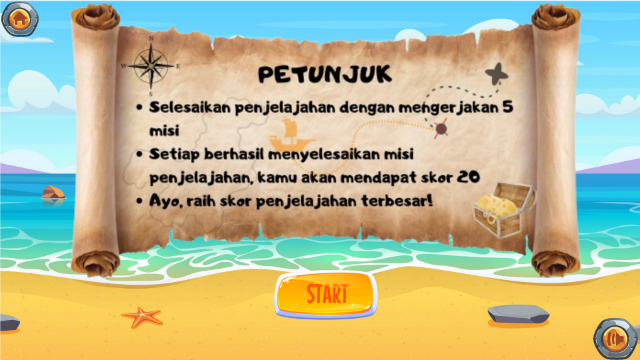 N
W E
S
PETUNJUK
• Selesaikan penjelajahan dengan mengerjakan 5
misi
• Setiap berhasil menyelesaikan misi
penjelajahan, kamu akan mendapat skor 20
• Ayo, raih skor penjelajahan terbesar!
START